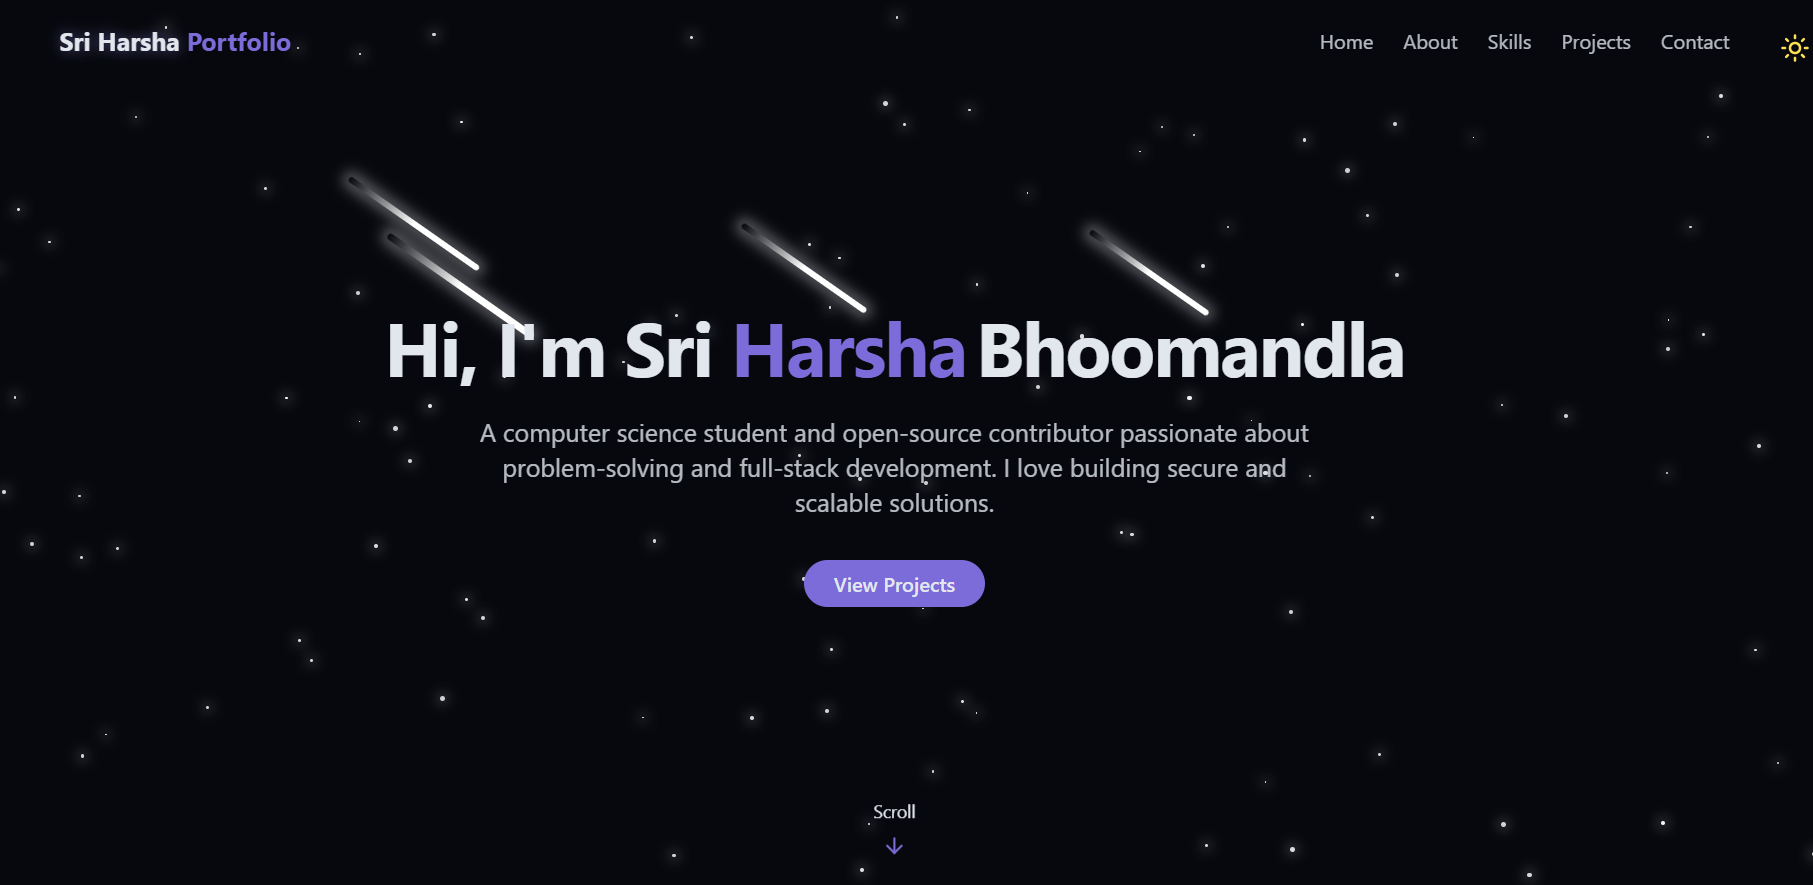 Sri Harsha Portfolio
Home About Skills Projects Contact
Hi, I'm Sri Harsha Bhoomandla
A computer science student and open-source contributor passionate about
problem-solving and full-stack development. I love building secure and
scalable solutions.
View Projects
Scroll